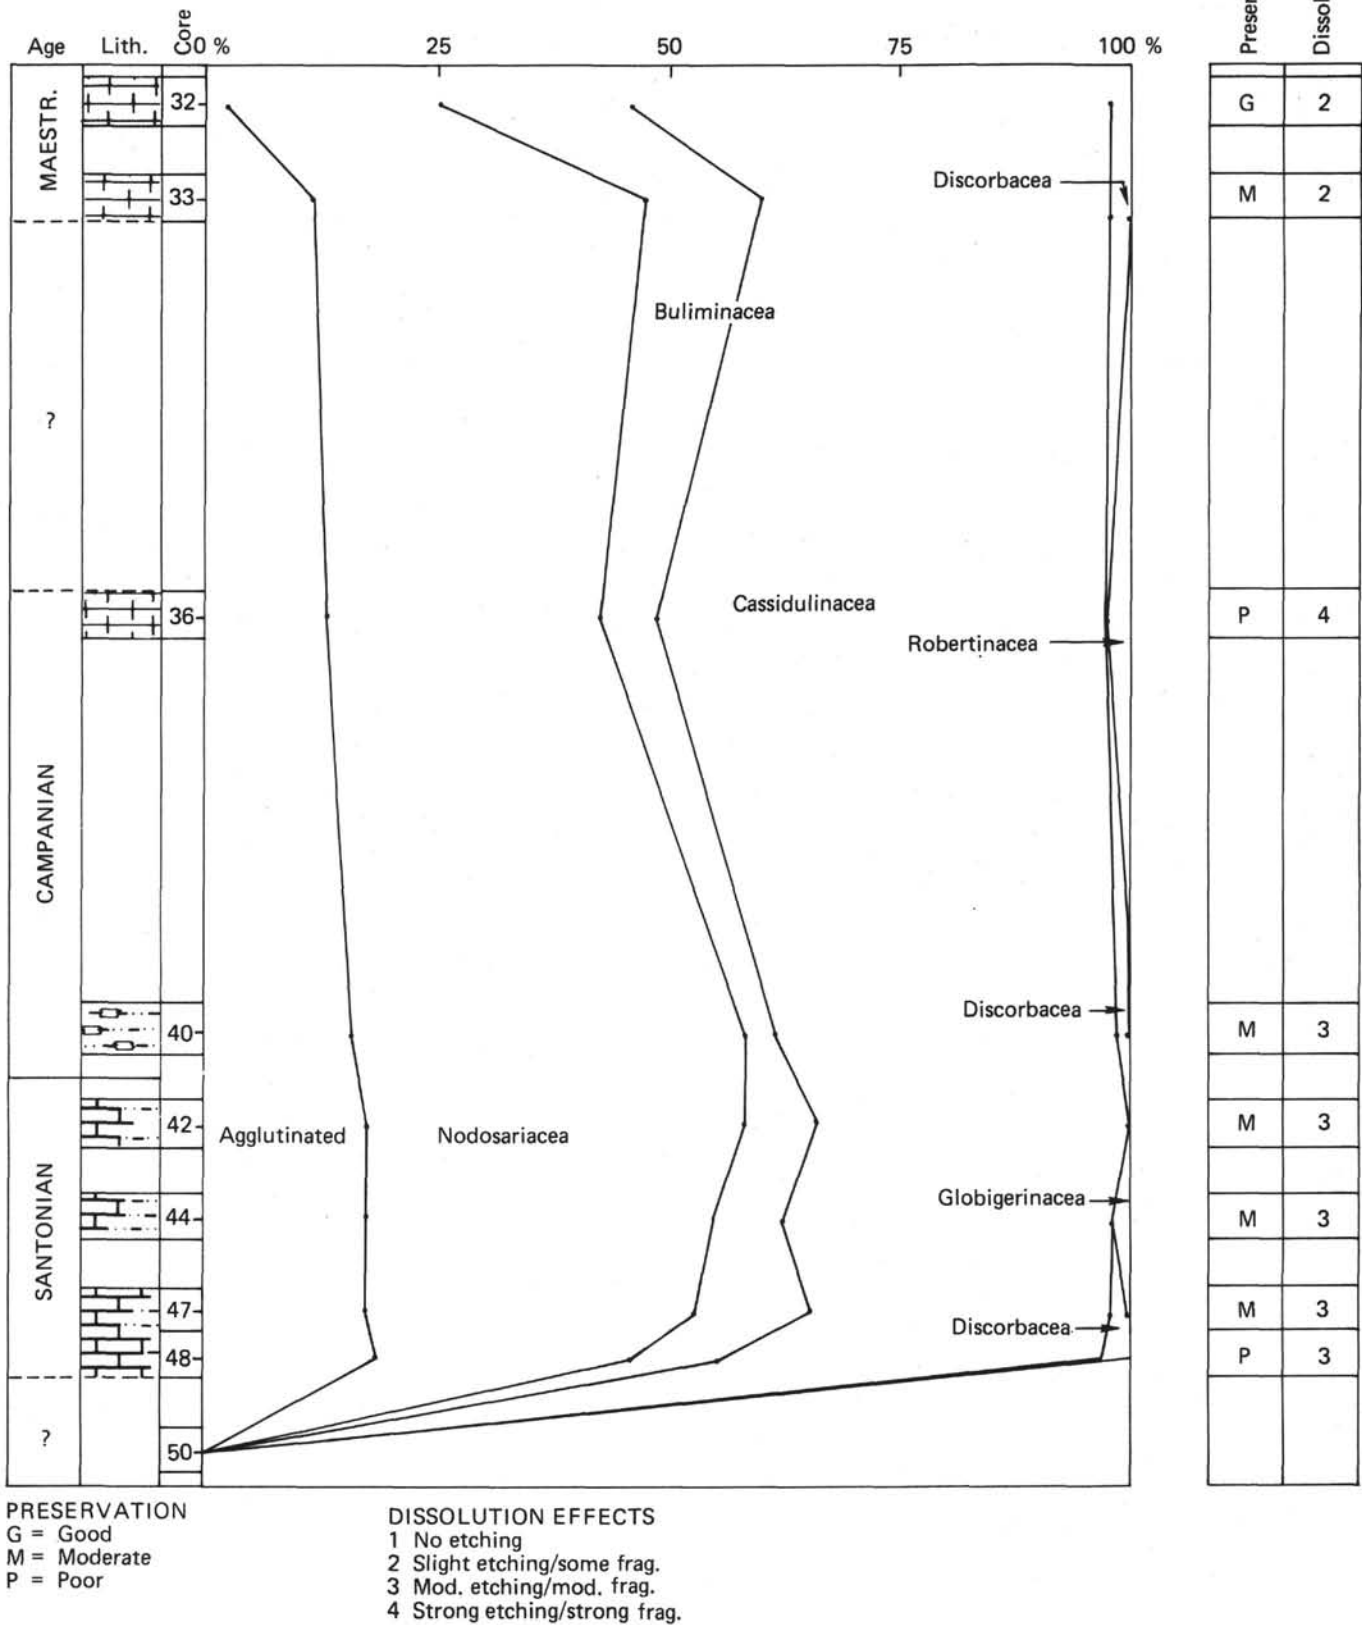 Age Lith. Core 0 % 25 50 75 100 %
MAESTR.
32 G 2
Discorbacea
33 M 2
Buliminacea
?
Cassidulinacea
36 P 4
Robertinacea
CAMPANIAN
Discorbacea
40 M 3
42 M 3
Agglutinated Nodosariacea
SANTONIAN
Globigerinacea
44 M 3
47 M 3
Discorbacea
48 P 3
?
50
PRESERVATION
G = Good
M = Moderate
P = Poor
DISSOLUTION EFFECTS
1 No etching
2 Slight etching/some frag.
3 Mod. etching/mod. frag.
4 Strong etching/strong frag.